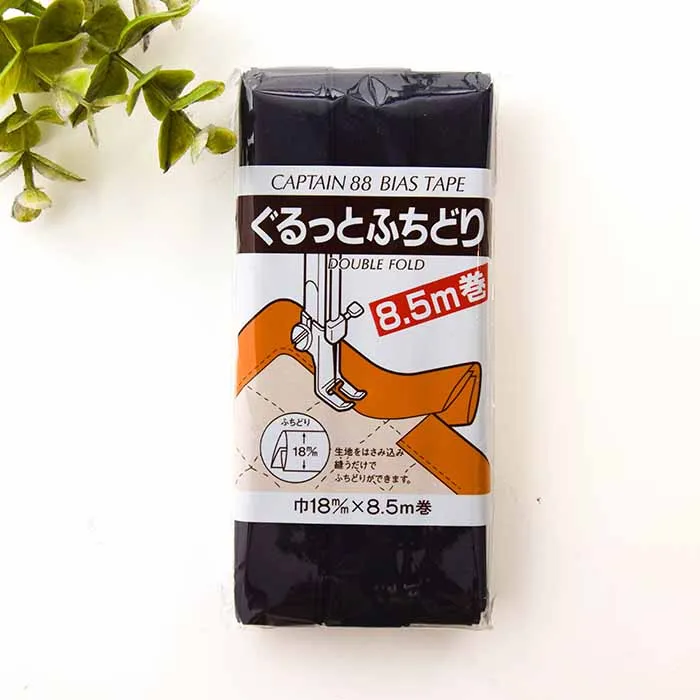 CAPTAIN 88 BIAS TAPE
ぐるっとふちどり
DOUBLE FOLD
8.5m巻
ふちどり
18m/m
生地をはさみ込み
縫うだけで
ふちどりができます。
巾18m/m×8.5m巻